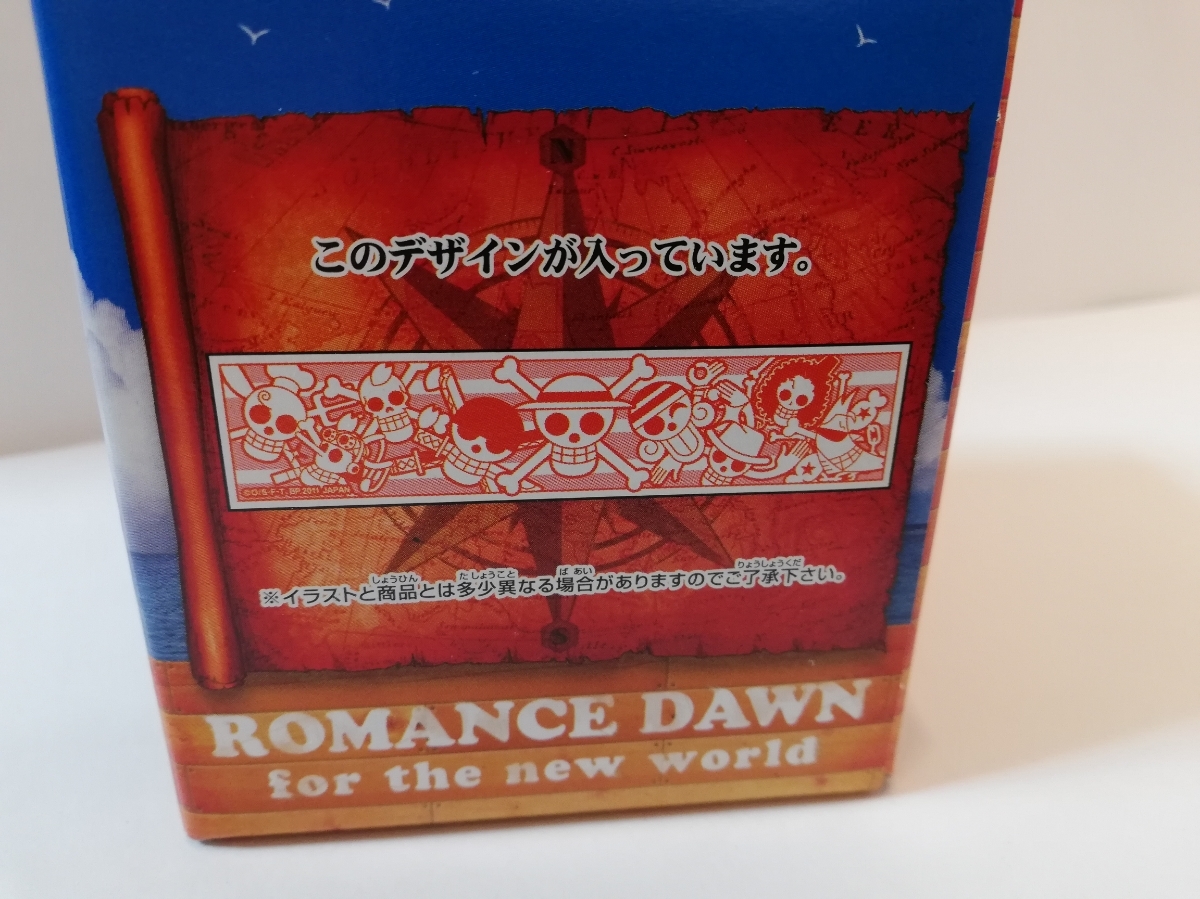 N
このデザインが入っています。
©O/S・F・T, BP 2011 JAPAN
※イラストと商品とは多少異なる場合がありますのでご了承下さい。
S
ROMANCE DAWN
for the new world